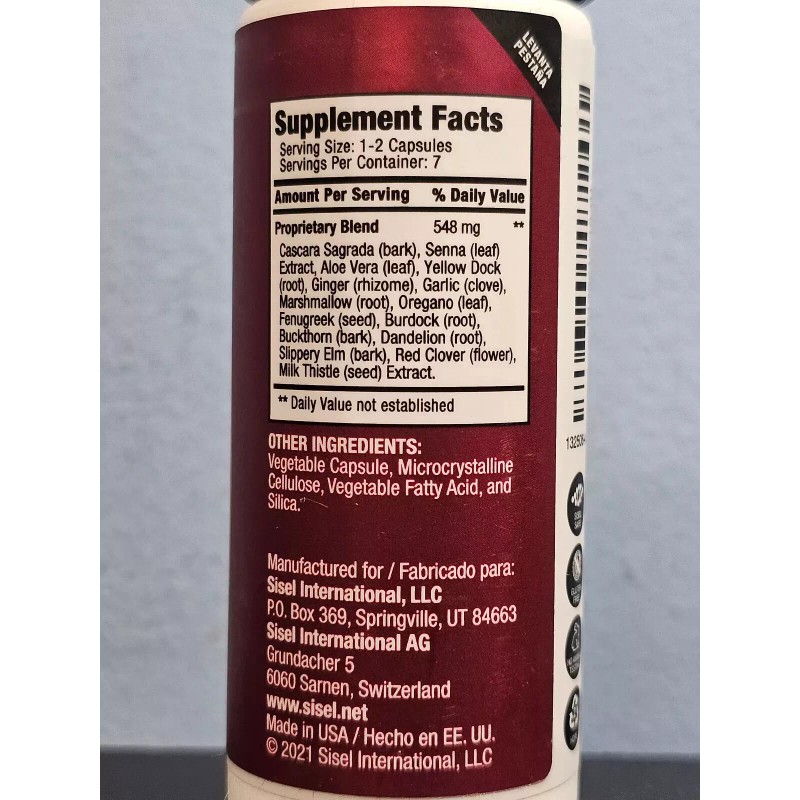 LEVANTA
PESTAÑA
Supplement Facts
Serving Size: 1-2 Capsules
Servings Per Container: 7
Amount Per Serving % Daily Value
Proprietary Blend 548 mg **
Cascara Sagrada (bark), Senna (leaf)
Extract, Aloe Vera (leaf), Yellow Dock
(root), Ginger (rhizome), Garlic (clove),
Marshmallow (root), Oregano (leaf),
Fenugreek (seed), Burdock (root),
Buckthorn (bark), Dandelion (root),
Slippery Elm (bark), Red Clover (flower),
Milk Thistle (seed) Extract.
** Daily Value not established
OTHER INGREDIENTS:
Vegetable Capsule, Microcrystalline
Cellulose, Vegetable Fatty Acid, and
Silica.
Manufactured for / Fabricado para:
Sisel International, LLC
P.O. Box 369, Springville, UT 84663
Sisel International AG
Grundacher 5
6060 Sarnen, Switzerland
www.sisel.net
Made in USA / Hecho en EE. UU.
© 2021 Sisel International, LLC